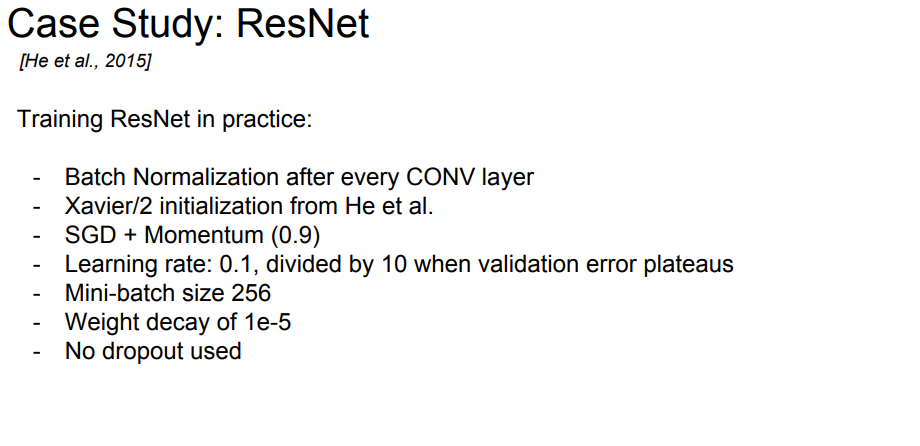 Case Study: ResNet
[He et al., 2015]
Training ResNet in practice:
- Batch Normalization after every CONV layer
- Xavier/2 initialization from He et al.
- SGD + Momentum (0.9)
- Learning rate: 0.1, divided by 10 when validation error plateaus
- Mini-batch size 256
- Weight decay of 1e-5
- No dropout used